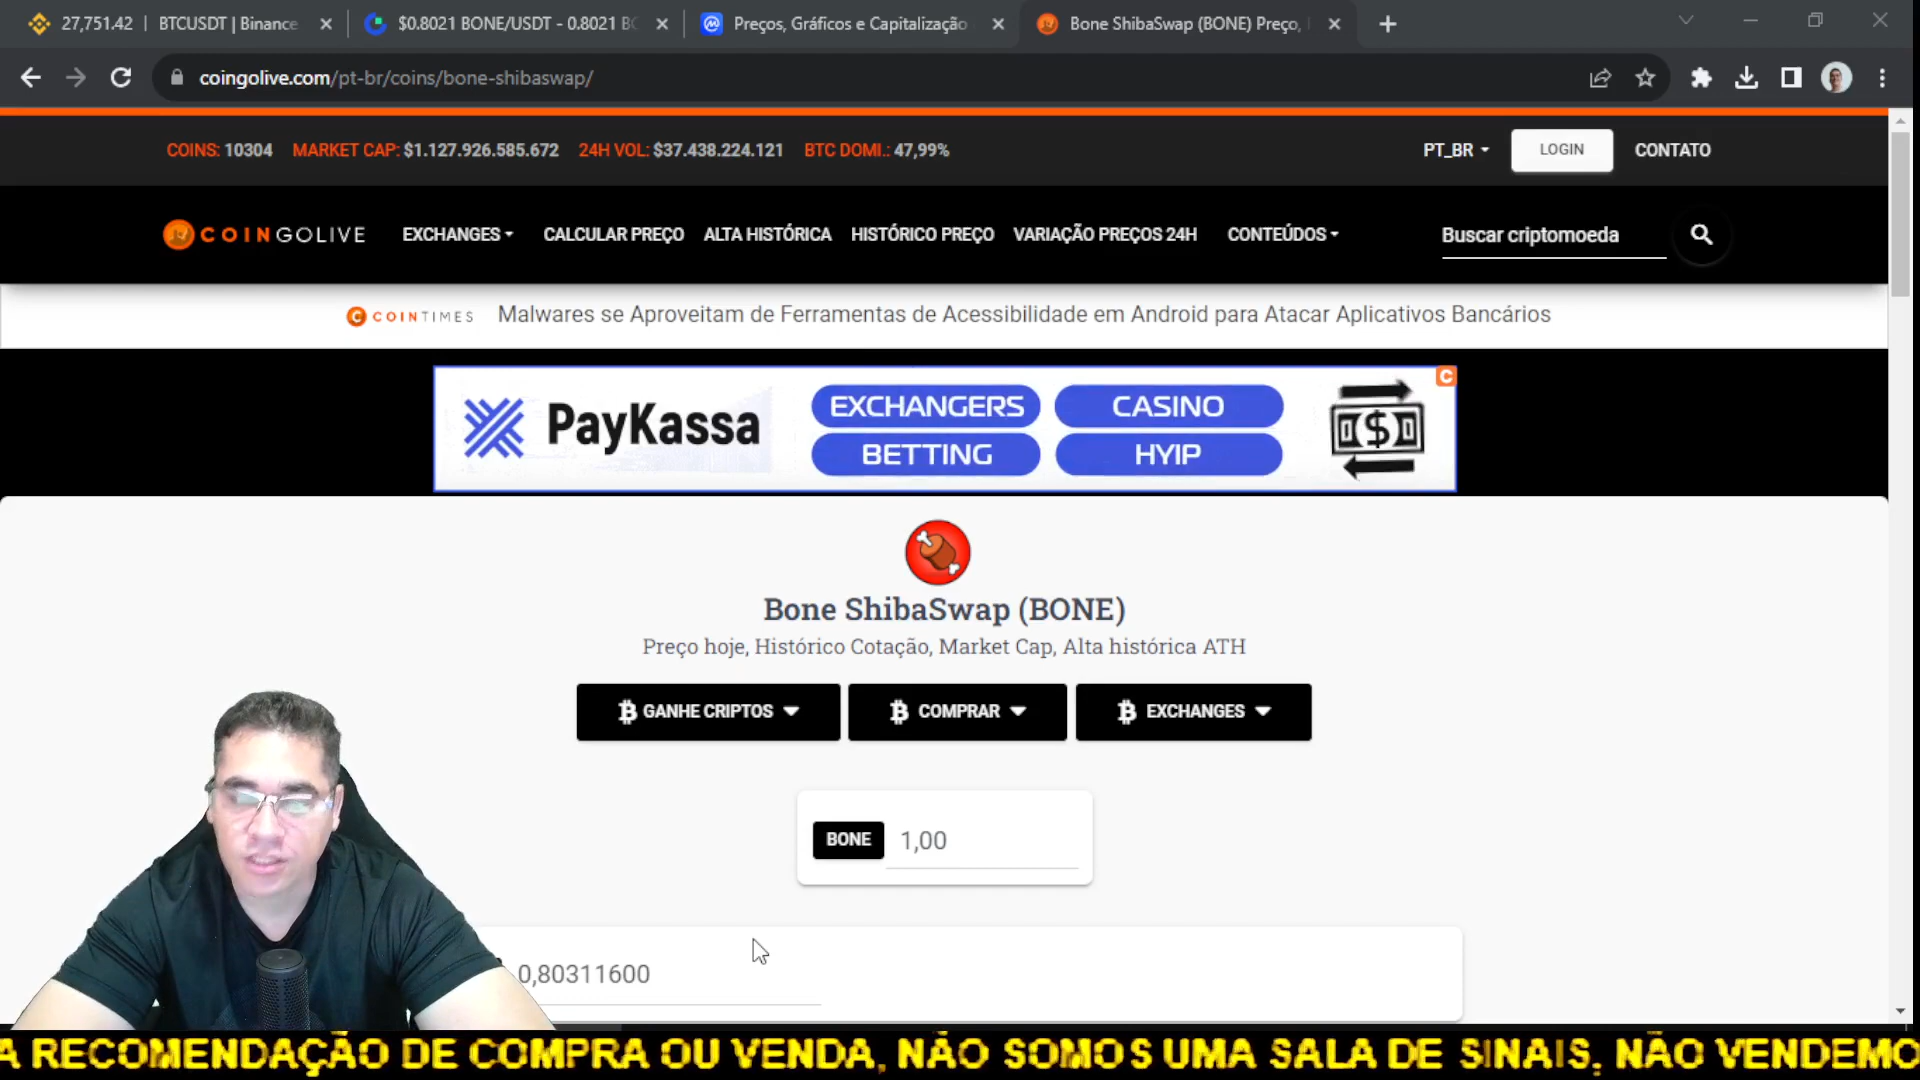 27,751.42 | BTCUSDT | Binance
$0.8021 BONE/USDT - 0.8021 BO
Preços, Gráficos e Capitalização
Bone ShibaSwap (BONE) Preço,
coingolive.com/pt-br/coins/bone-shibaswap/
COINS: 10304 MARKET CAP: $1.127.926.585.672 24H VOL: $37.438.224.121 BTC DOMI.: 47,99%
PT_BR LOGIN CONTATO
COINGOLIVE EXCHANGES CALCULAR PREÇO ALTA HISTÓRICA HISTÓRICO PREÇO VARIAÇÃO PREÇOS 24H CONTEÚDOS Buscar criptomoeda
COINTIMES Malwares se Aproveitam de Ferramentas de Acessibilidade em Android para Atacar Aplicativos Bancários
PayKassa
EXCHANGERS CASINO
BETTING HYIP
Bone ShibaSwap (BONE)
Preço hoje, Histórico Cotação, Market Cap, Alta histórica ATH
GANHE CRIPTOS COMPRAR EXCHANGES
BONE 1,00
0,80311600
A RECOMENDAÇÃO DE COMPRA OU VENDA, NÃO SOMOS UMA SALA DE SINAIS, NÃO VENDEMO